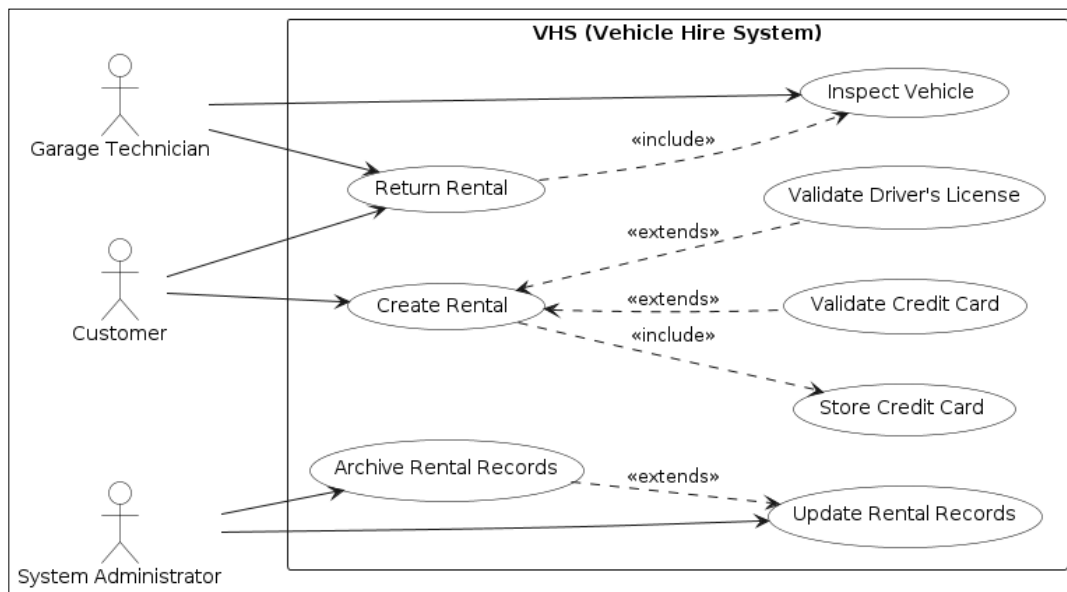 VHS (Vehicle Hire System)
Inspect Vehicle
Garage Technician
«include»
Return Rental
Validate Driver's License
«extends»
Create Rental
«extends»
Validate Credit Card
Customer
«include»
Store Credit Card
Archive Rental Records
«extends»
Update Rental Records
System Administrator